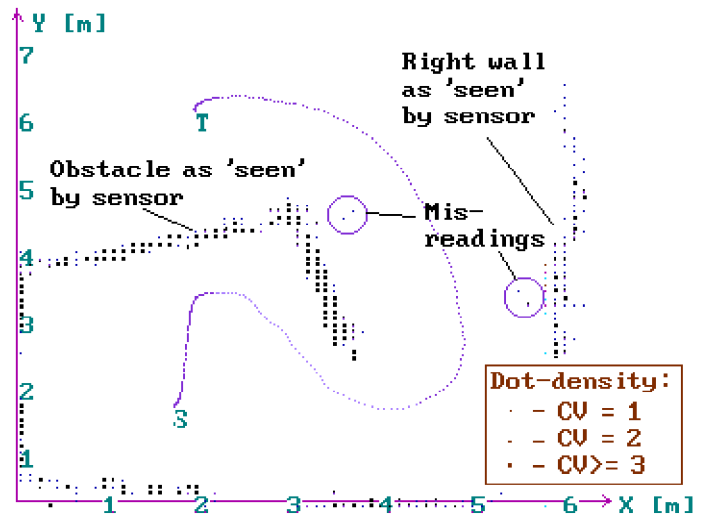 Y [m]
7
Right wall
as 'seen'
by sensor
6
T
Obstacle as 'seen'
by sensor
5
Mis-
readings
4
3
2
S
Dot-density:
· - CV = 1
· - CV = 2
· - CV>= 3
1
1 2 3 4 5 6 X [m]